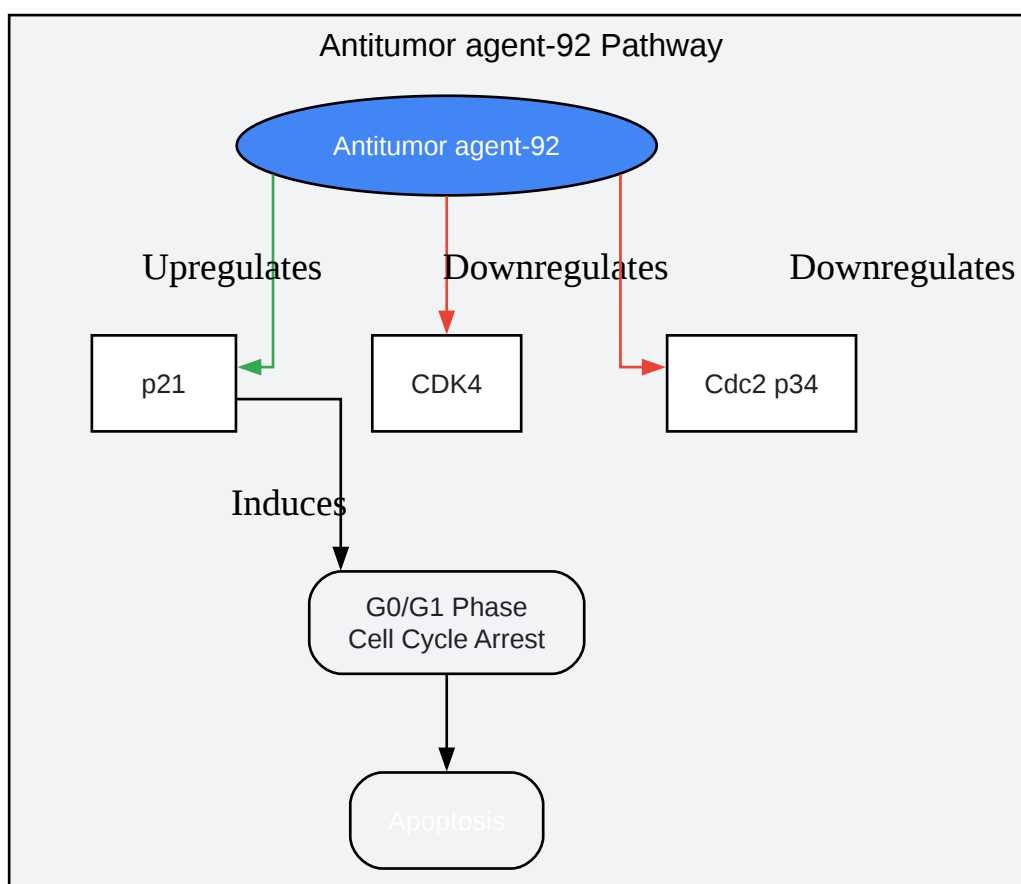 Antitumor agent-92 Pathway
Antitumor agent-92
Upregulates
Downregulates
Downregulates
p21
CDK4
Cdc2 p34
Induces
G0/G1 Phase
Cell Cycle Arrest
Apoptosis